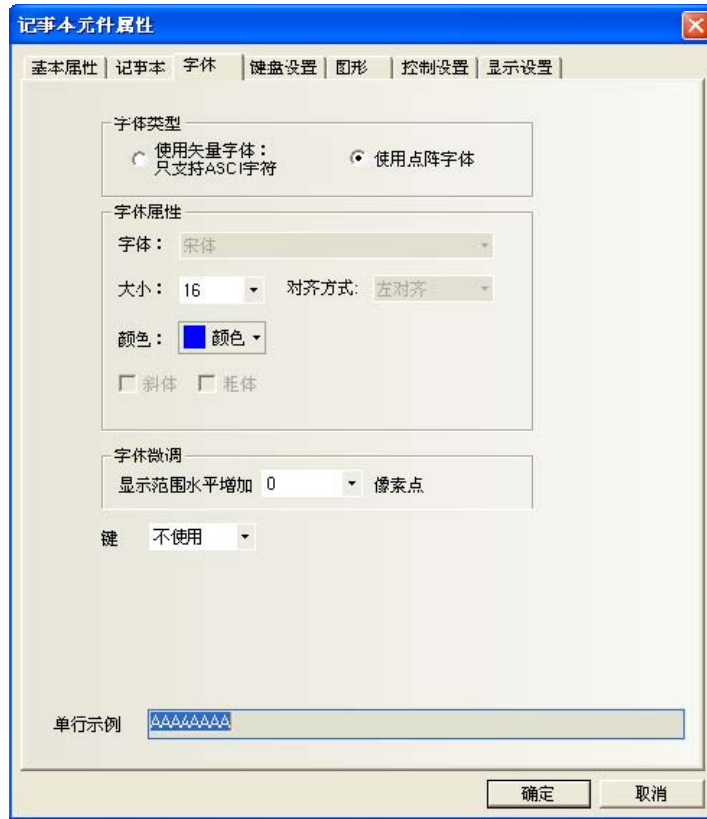 记事本元件属性
基本属性 记事本 字体 键盘设置 图形 控制设置 显示设置
字体类型
使用矢量字体：
只支持ASCI字符
使用点阵字体
字体属性
字体： 宋体
大小： 16 对齐方式: 左对齐
颜色： 颜色
斜体 粗体
字体微调
显示范围水平增加 0 像素点
键 不使用
单行示例 AAAAAAAA
确定 取消